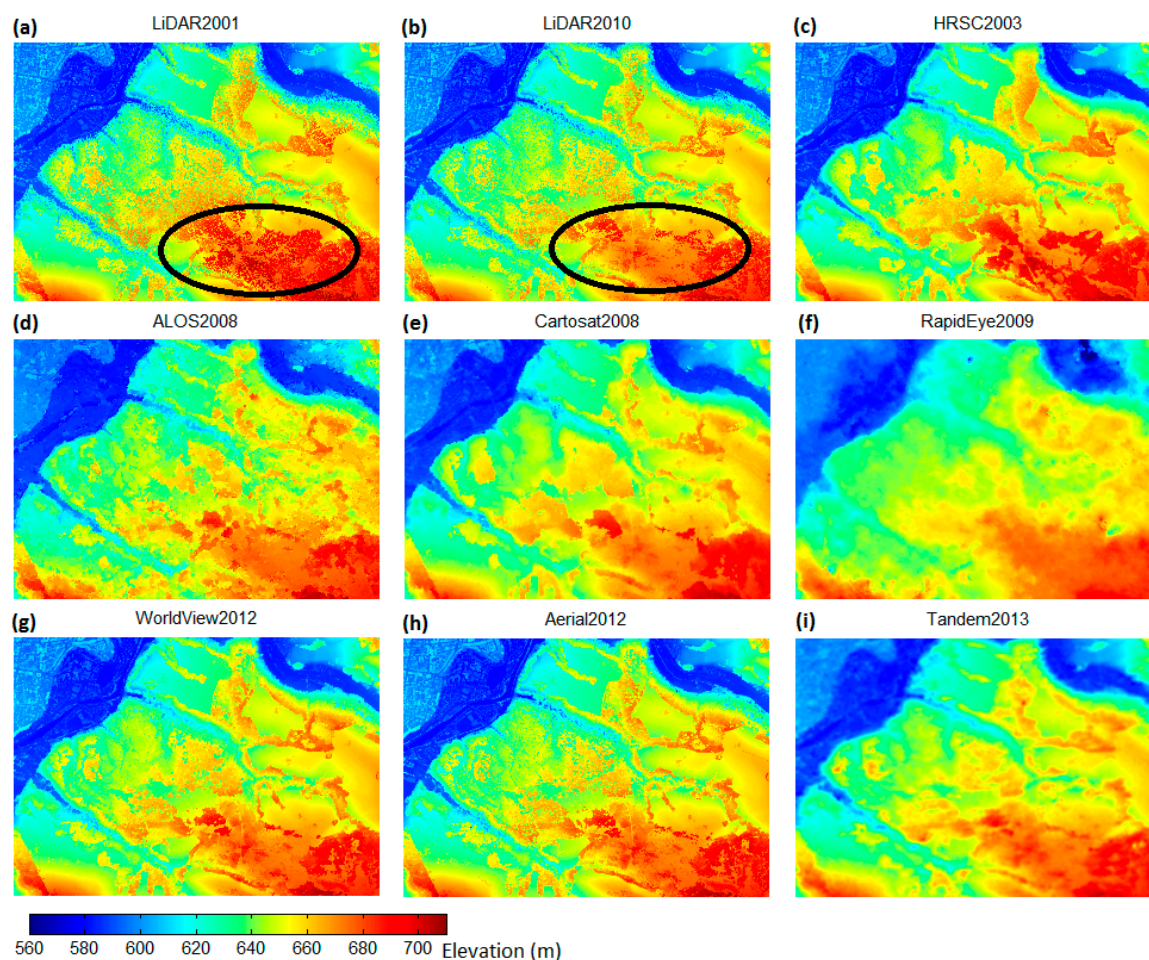 (a) LiDAR2001 (b) LiDAR2010 (c) HRSC2003
(d) ALOS2008 (e) Cartosat2008 (f) RapidEye2009
(g) WorldView2012 (h) Aerial2012 (i) Tandem2013
560 580 600 620 640 660 680 700 Elevation (m)